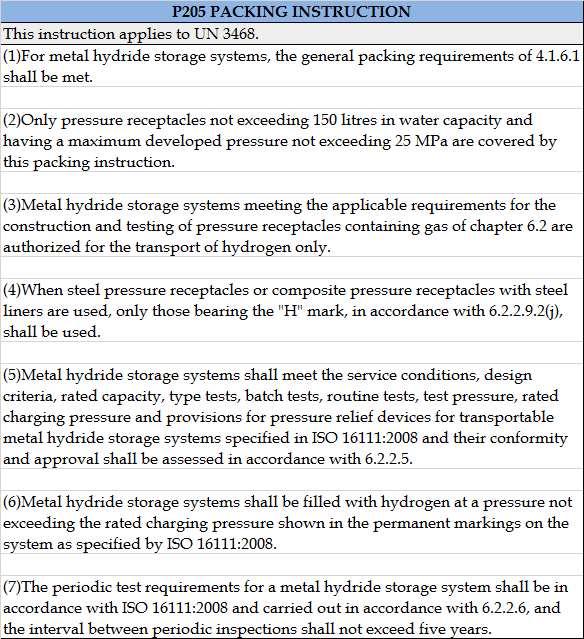 P205 PACKING INSTRUCTION
This instruction applies to UN 3468.
(1)For metal hydride storage systems, the general packing requirements of 4.1.6.1
shall be met.
(2)Only pressure receptacles not exceeding 150 litres in water capacity and
having a maximum developed pressure not exceeding 25 MPa are covered by
this packing instruction.
(3)Metal hydride storage systems meeting the applicable requirements for the
construction and testing of pressure receptacles containing gas of chapter 6.2 are
authorized for the transport of hydrogen only.
(4)When steel pressure receptacles or composite pressure receptacles with steel
liners are used, only those bearing the "H" mark, in accordance with 6.2.2.9.2(j),
shall be used.
(5)Metal hydride storage systems shall meet the service conditions, design
criteria, rated capacity, type tests, batch tests, routine tests, test pressure, rated
charging pressure and provisions for pressure relief devices for transportable
metal hydride storage systems specified in ISO 16111:2008 and their conformity
and approval shall be assessed in accordance with 6.2.2.5.
(6)Metal hydride storage systems shall be filled with hydrogen at a pressure not
exceeding the rated charging pressure shown in the permanent markings on the
system as specified by ISO 16111:2008.
(7)The periodic test requirements for a metal hydride storage system shall be in
accordance with ISO 16111:2008 and carried out in accordance with 6.2.2.6, and
the interval between periodic inspections shall not exceed five years.